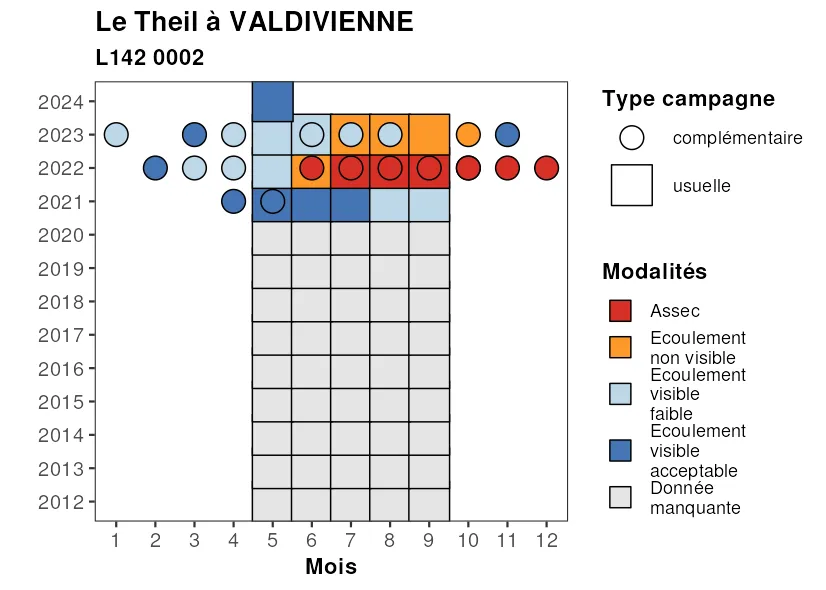 Le Theil à VALDIVIENNE
L142 0002
2024
2023
2022
2021
2020
2019
2018
2017
2016
2015
2014
2013
2012
1 2 3 4 5 6 7 8 9 10 11 12
Mois
Type campagne
complémentaire
usuelle
Modalités
Assec
Ecoulement
non visible
Ecoulement
visible
faible
Ecoulement
visible
acceptable
Donnée
manquante